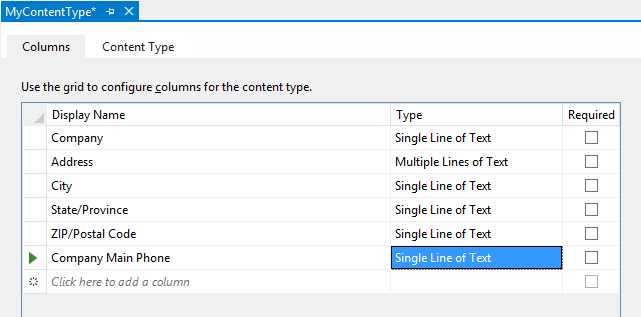 MyContentType*
Columns Content Type
Use the grid to configure columns for the content type.
Display Name Type Required
Company Single Line of Text
Address Multiple Lines of Text
City Single Line of Text
State/Province Single Line of Text
ZIP/Postal Code Single Line of Text
Company Main Phone Single Line of Text
Click here to add a column